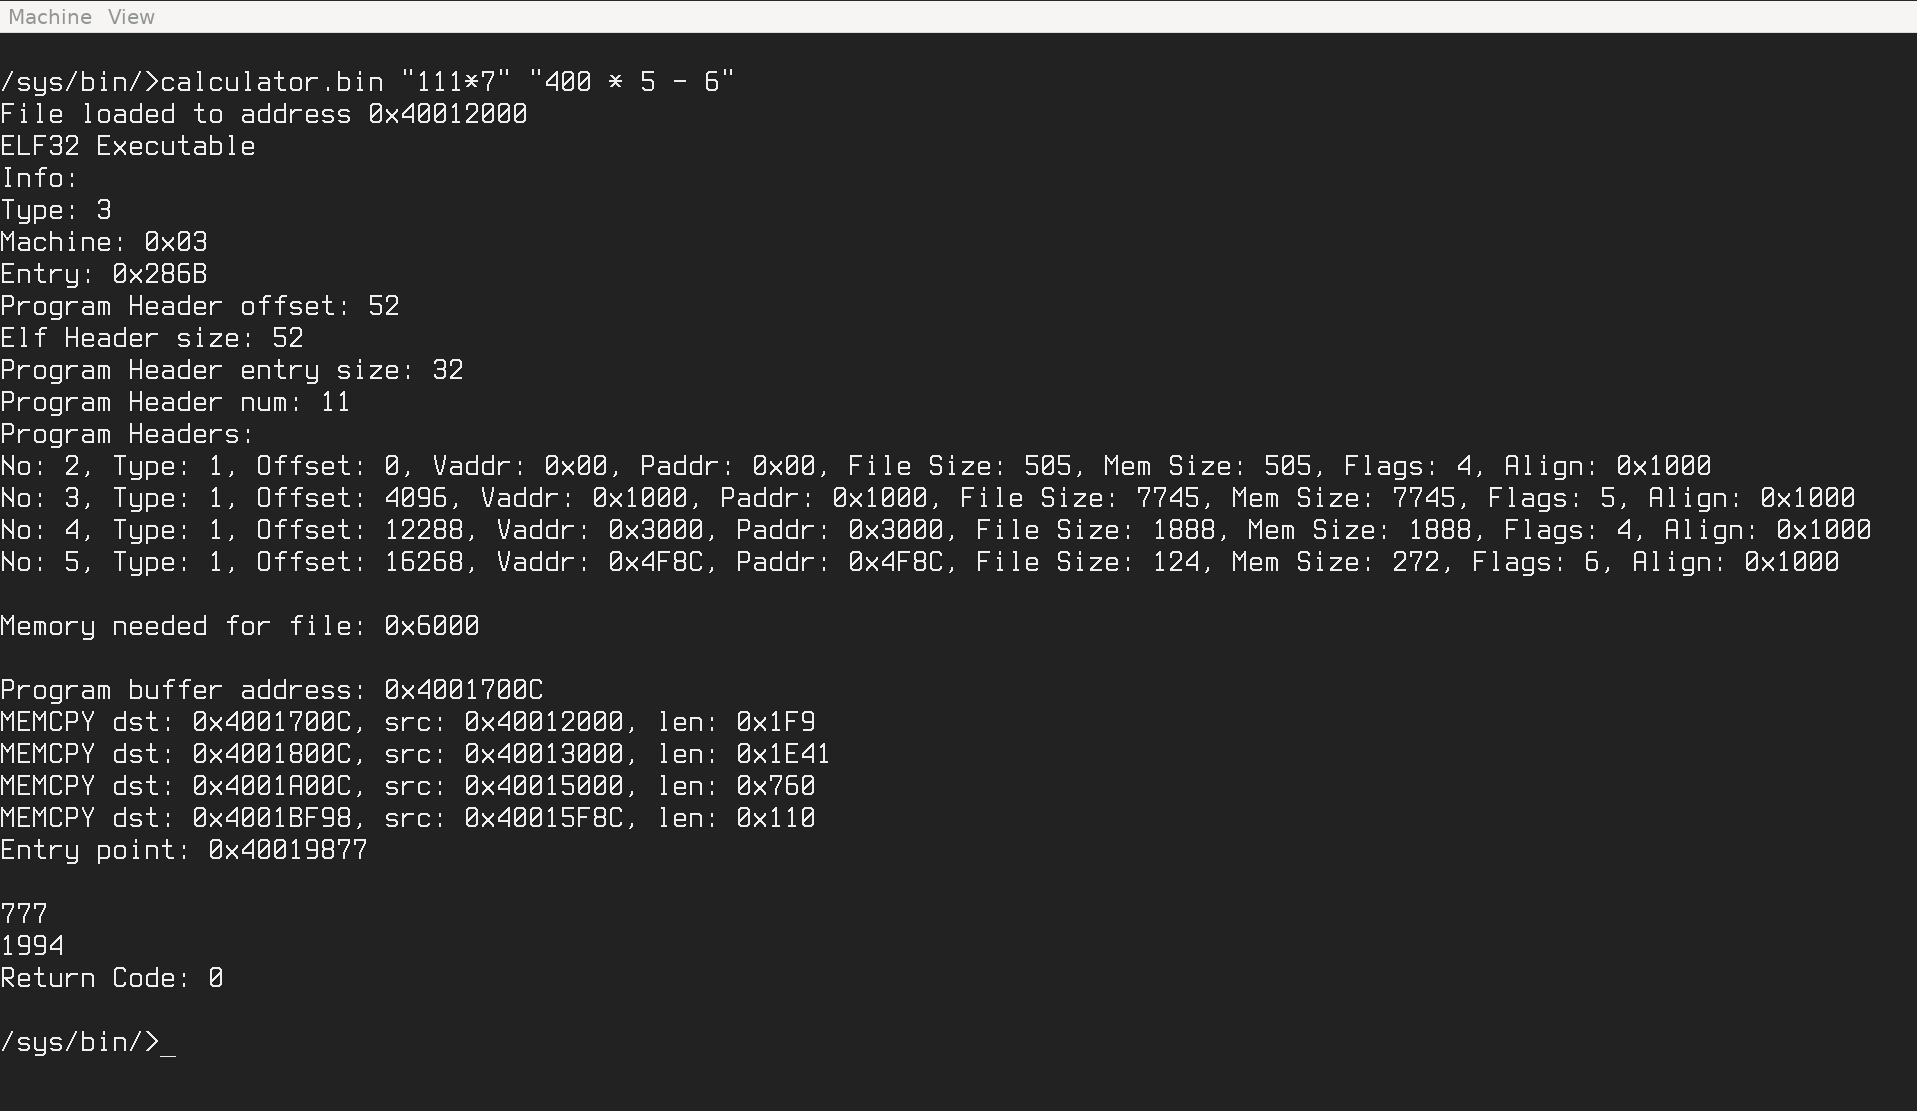 Machine View
/sys/bin/>calculator.bin "111*7" "400 * 5 - 6"
File loaded to address 0x40012000
ELF32 Executable
Info:
Type: 3
Machine: 0x03
Entry: 0x286B
Program Header offset: 52
Elf Header size: 52
Program Header entry size: 32
Program Header num: 11
Program Headers:
No: 2, Type: 1, Offset: 0, Vaddr: 0x00, Paddr: 0x00, File Size: 505, Mem Size: 505, Flags: 4, Align: 0x1000
No: 3, Type: 1, Offset: 4096, Vaddr: 0x1000, Paddr: 0x1000, File Size: 7745, Mem Size: 7745, Flags: 5, Align: 0x1000
No: 4, Type: 1, Offset: 12288, Vaddr: 0x3000, Paddr: 0x3000, File Size: 1888, Mem Size: 1888, Flags: 4, Align: 0x1000
No: 5, Type: 1, Offset: 16268, Vaddr: 0x4F8C, Paddr: 0x4F8C, File Size: 124, Mem Size: 272, Flags: 6, Align: 0x1000
Memory needed for file: 0x6000
Program buffer address: 0x4001700C
MEMCPY dst: 0x4001700C, src: 0x40012000, len: 0x1F9
MEMCPY dst: 0x4001800C, src: 0x40013000, len: 0x1E41
MEMCPY dst: 0x4001A00C, src: 0x40015000, len: 0x760
MEMCPY dst: 0x4001BF98, src: 0x40015F8C, len: 0x110
Entry point: 0x40019877
777
1994
Return Code: 0
/sys/bin/>_